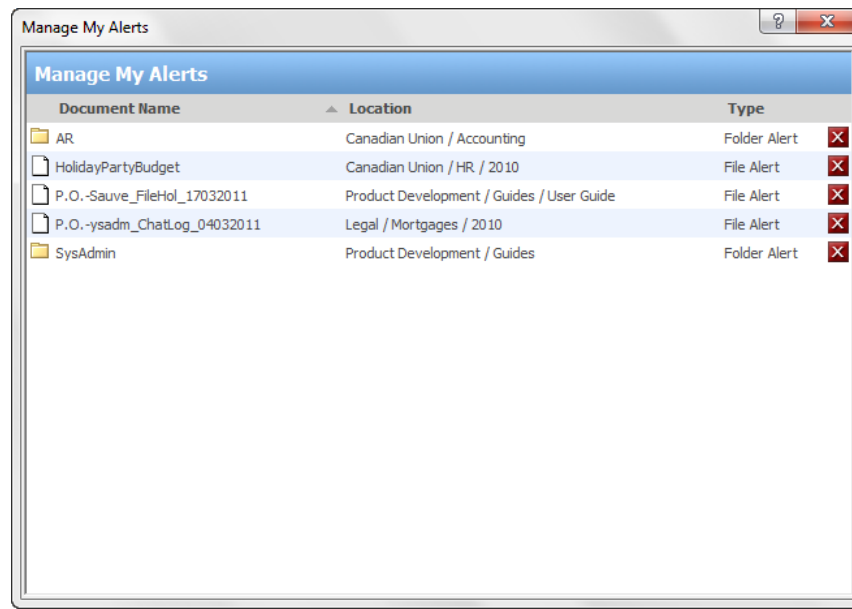 Manage My Alerts
Manage My Alerts
Document Name Location Type
AR Canadian Union / Accounting Folder Alert
HolidayPartyBudget Canadian Union / HR / 2010 File Alert
P.O.-Sauve_FileHol_17032011 Product Development / Guides / User Guide File Alert
P.O.-ysadm_ChatLog_04032011 Legal / Mortgages / 2010 File Alert
SysAdmin Product Development / Guides Folder Alert